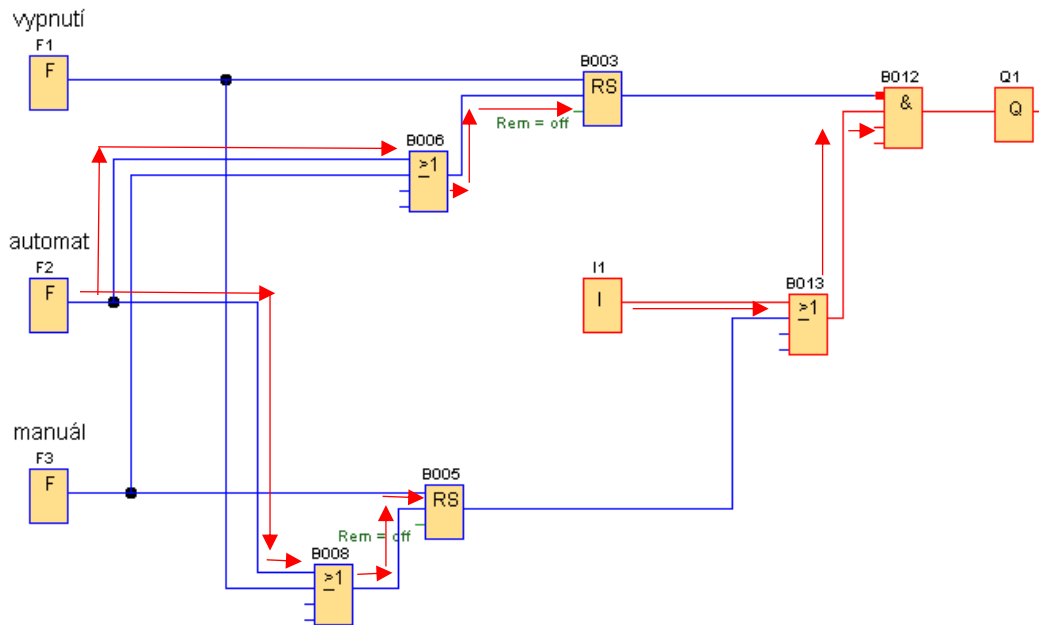 vypnutí
F1
F
B003
RS
Rem = off
B012
&
Q1
Q
B006
>1
automat
F2
F
I1
I
B013
>1
manuál
F3
F
B005
RS
Rem = off
B008
>1